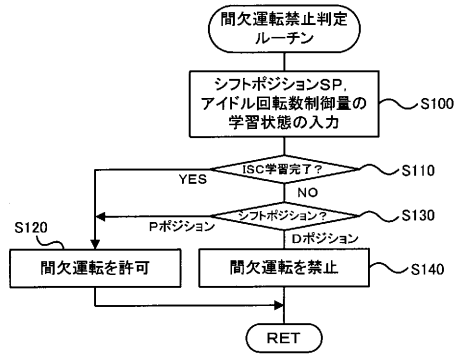 間欠運転禁止判定
ルーチン
シフトポジションSP,
アイドル回転数制御量の
学習状態の入力
S100
ISC学習完了?
S110
YES
NO
シフトポジション?
S130
S120
Pポジション
Dポジション
間欠運転を許可
間欠運転を禁止
S140
RET